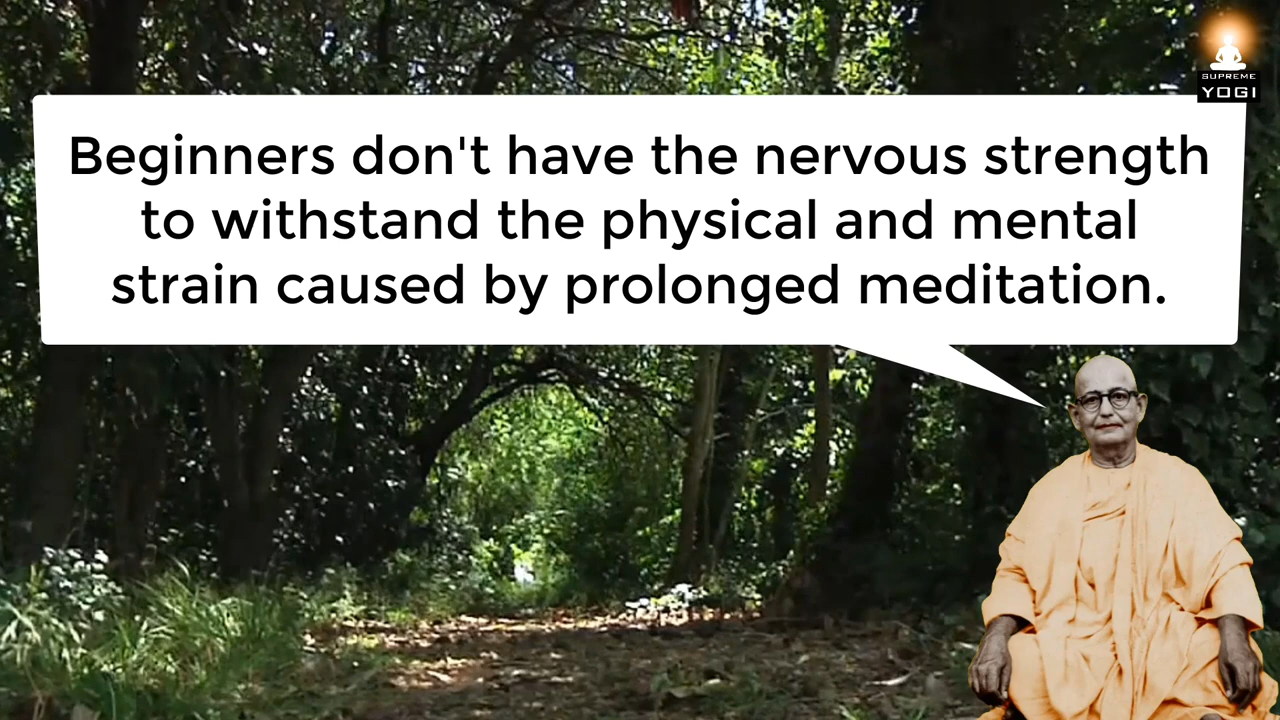 SUPREME
YOGI
Beginners don't have the nervous strength
to withstand the physical and mental
strain caused by prolonged meditation.